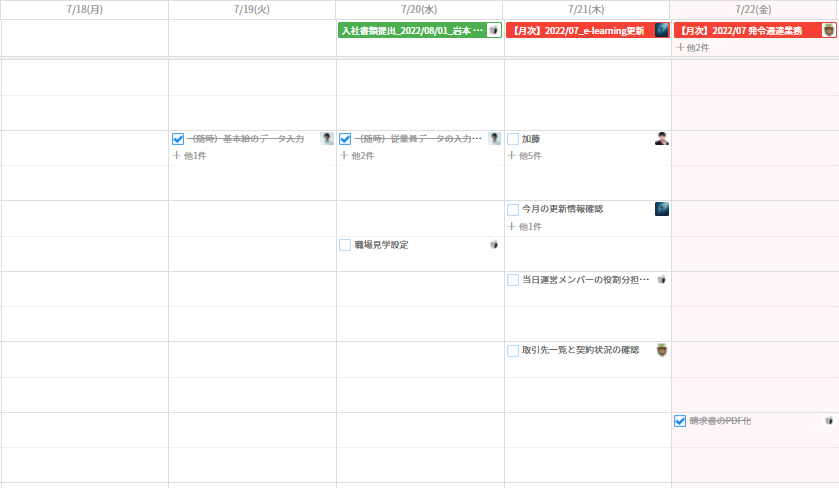 7/18(月)
7/19(火)
7/20(水)
7/21(木)
7/22(金)
入社書類提出_2022/08/01_岩本 …
【月次】2022/07_e-learning更新
【月次】2022/07 発令過連業務
+ 他2件
（随時）基本給のデータ入力
+ 他1件
（随時）従業員データの入力…
+ 他2件
加藤
+ 他5件
今月の更新情報確認
+ 他1件
職場見学設定
当日運営メンバーの役割分担…
取引先一覧と契約状況の確認
請求書のPDF化